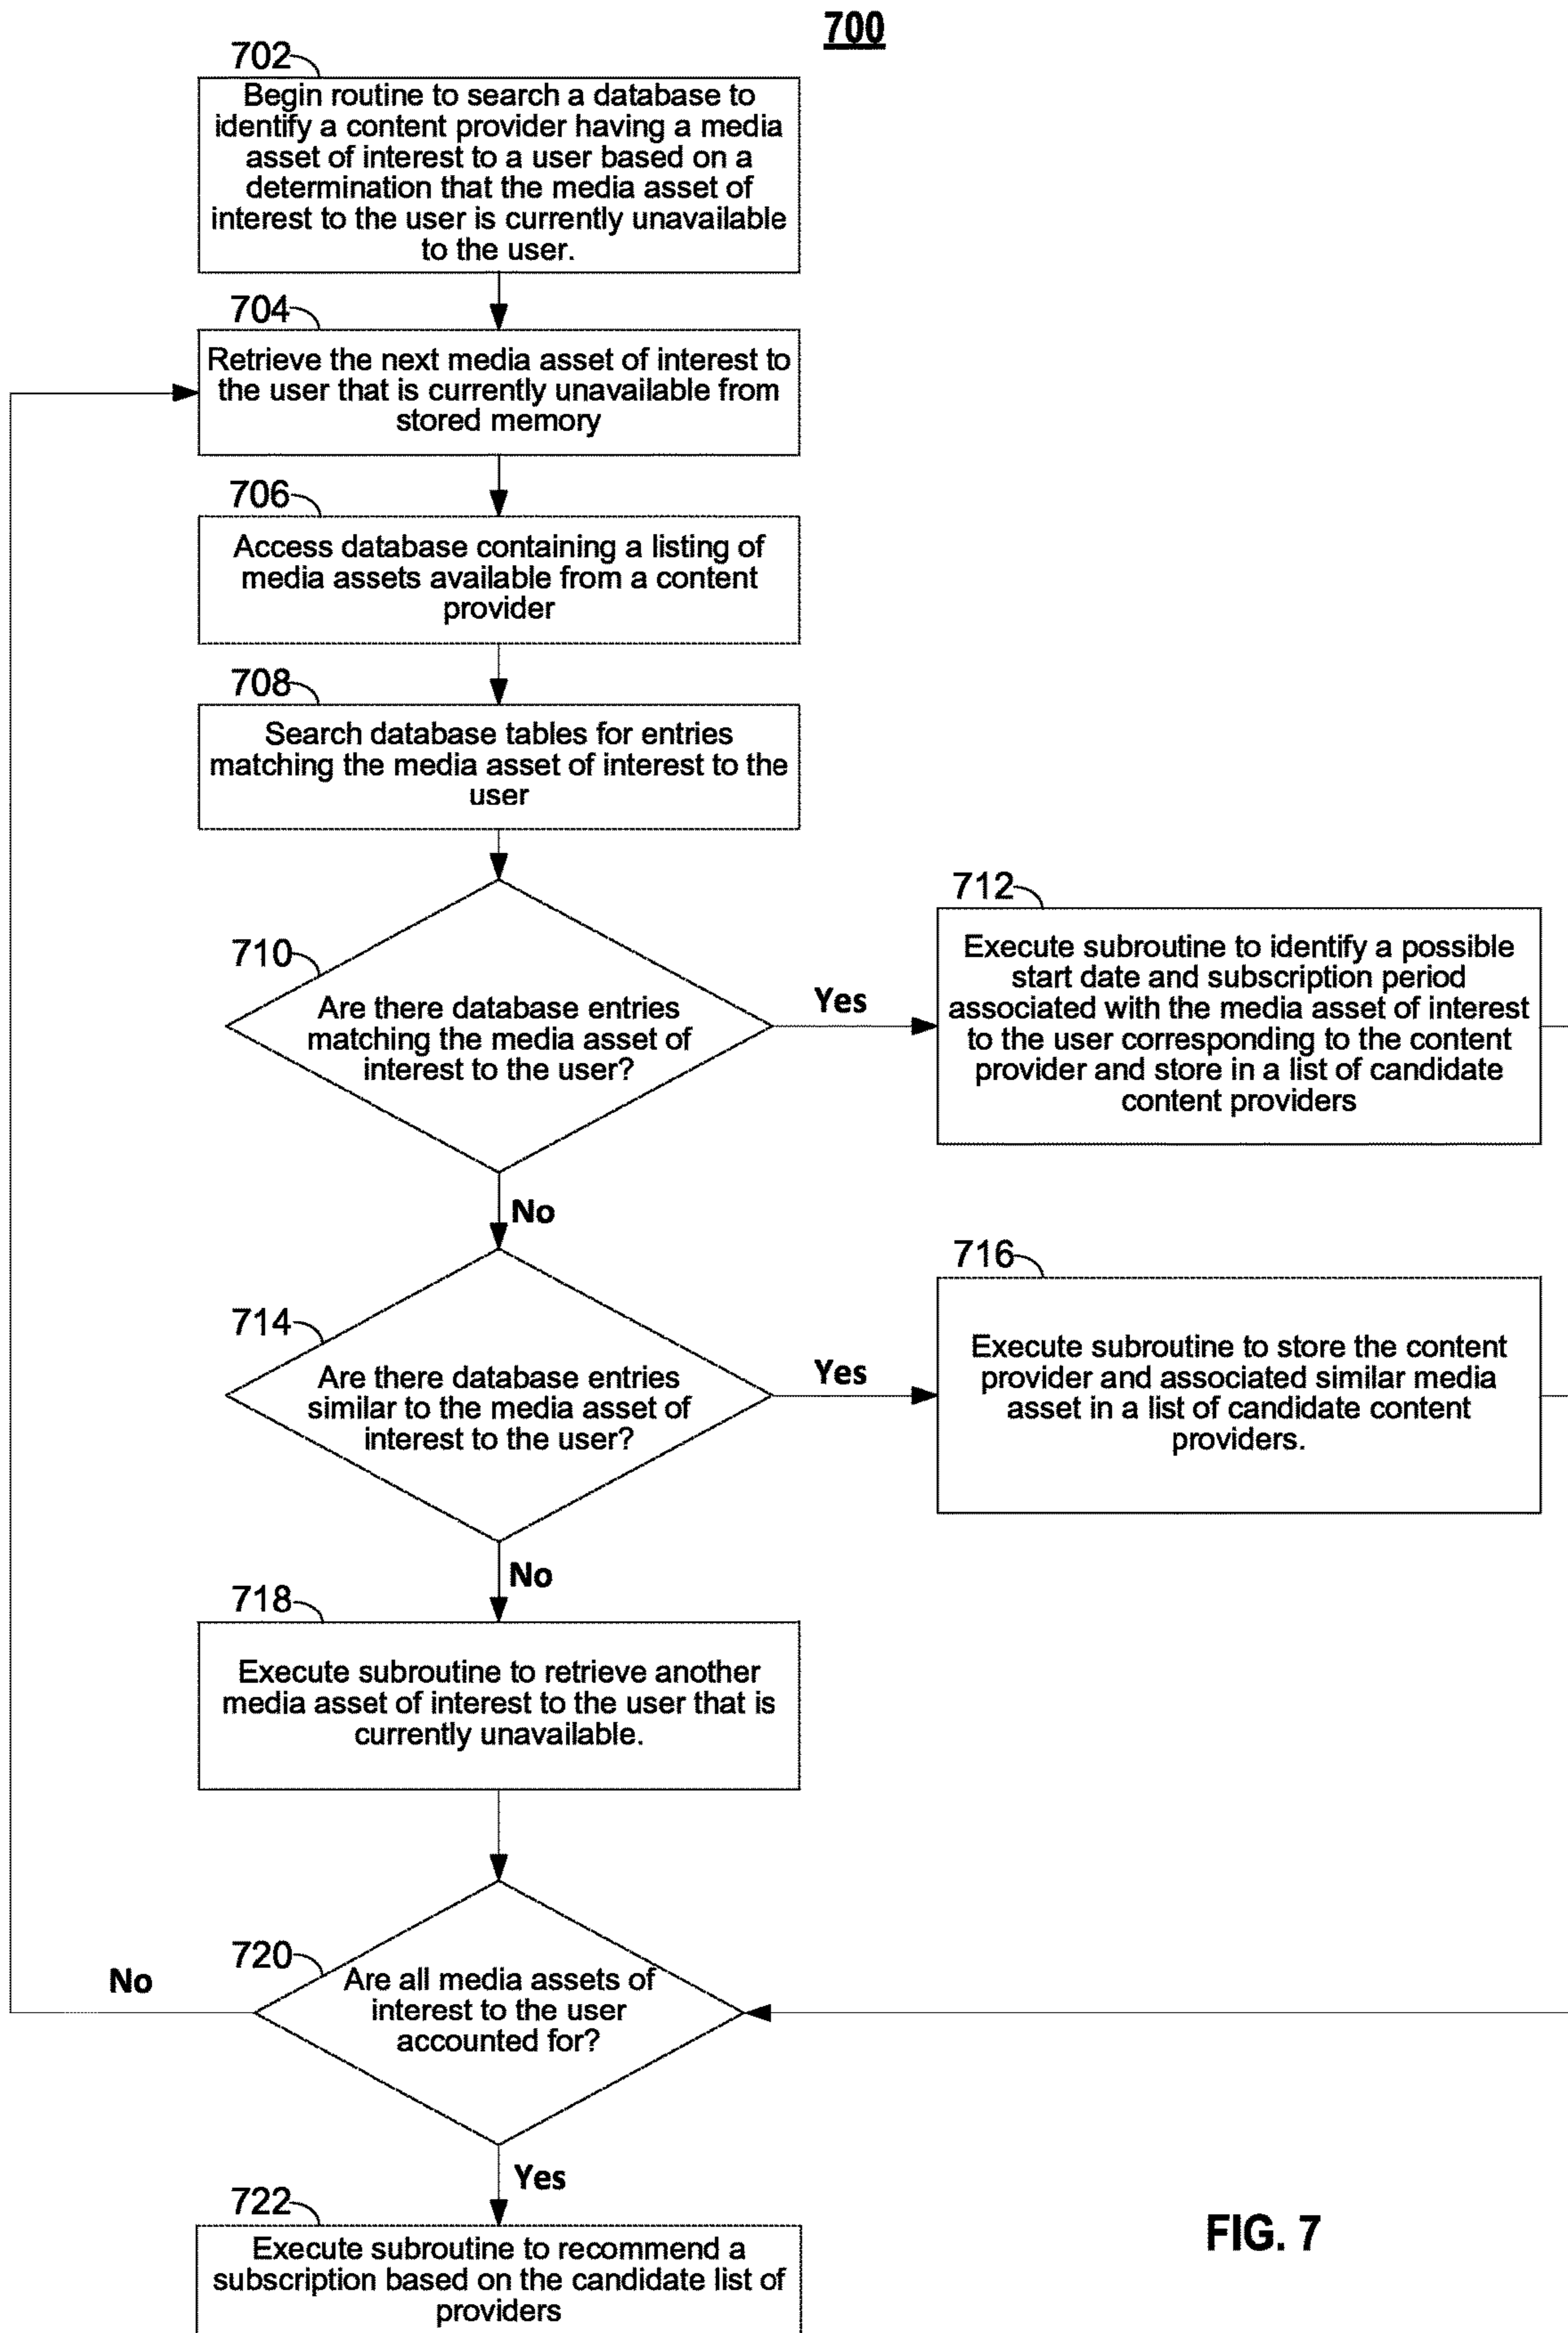 700
702
Begin routine to search a database to
identify a content provider having a media
asset of interest to a user based on a
determination that the media asset of
interest to the user is currently unavailable
to the user.
704
Retrieve the next media asset of interest to
the user that is currently unavailable from
stored memory
706
Access database containing a listing of
media assets available from a content
provider
708
Search database tables for entries
matching the media asset of interest to the
user
710
Are there database entries
matching the media asset of
interest to the user?
Yes
712
Execute subroutine to identify a possible
start date and subscription period
associated with the media asset of interest
to the user corresponding to the content
provider and store in a list of candidate
content providers
No
714
Are there database entries
similar to the media asset of
interest to the user?
Yes
716
Execute subroutine to store the content
provider and associated similar media
asset in a list of candidate content
providers.
No
718
Execute subroutine to retrieve another
media asset of interest to the user that is
currently unavailable.
720
Are all media assets of
interest to the user
accounted for?
No
Yes
722
Execute subroutine to recommend a
subscription based on the candidate list of
providers
FIG. 7